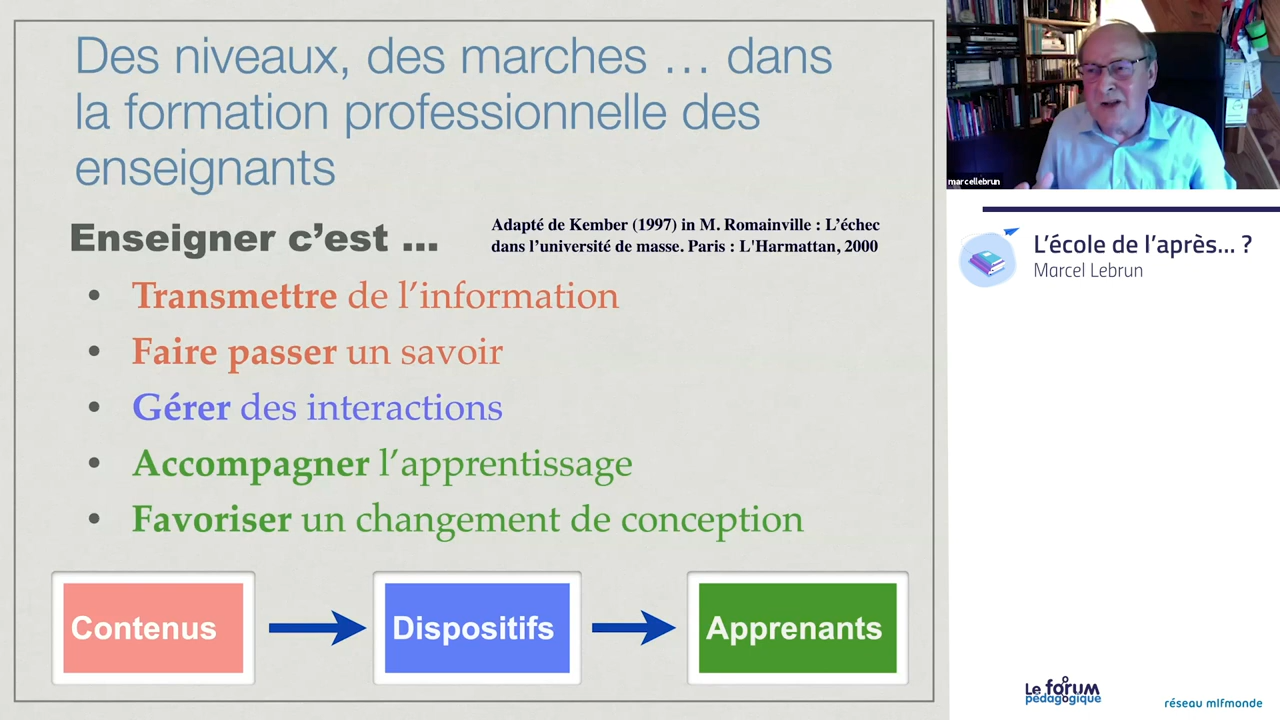 Des niveaux, des marches … dans
la formation professionnelle des
enseignants
Enseigner c’est …
Adapté de Kember (1997) in M. Romainville : L’échec
dans l’université de masse. Paris : L'Harmattan, 2000
• Transmettre de l’information
• Faire passer un savoir
• Gérer des interactions
• Accompagner l’apprentissage
• Favoriser un changement de conception
Contenus
Dispositifs
Apprenants
marcellebrun
L’école de l’après... ?
Marcel Lebrun
Le forum
pédagogique
réseau mlfmonde